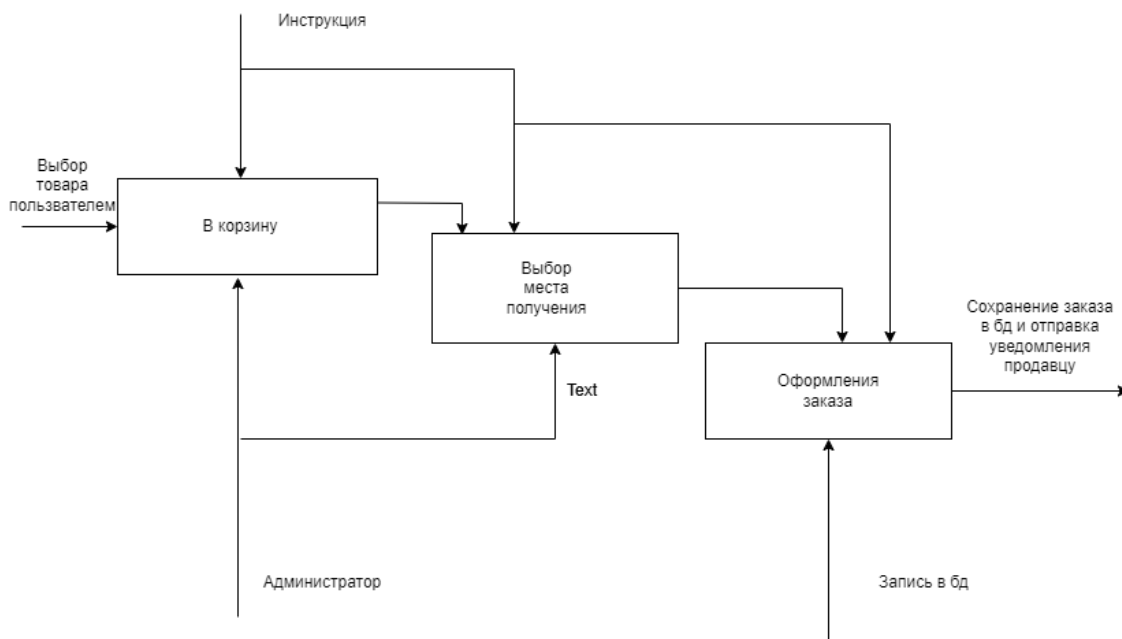 Инструкция
Выбор
товара
пользвателем
В корзину
Выбор
места
получения
Сохранение заказа
в бд и отправка
уведомления
продавцу
Оформления
заказа
Text
Администратор
Запись в бд